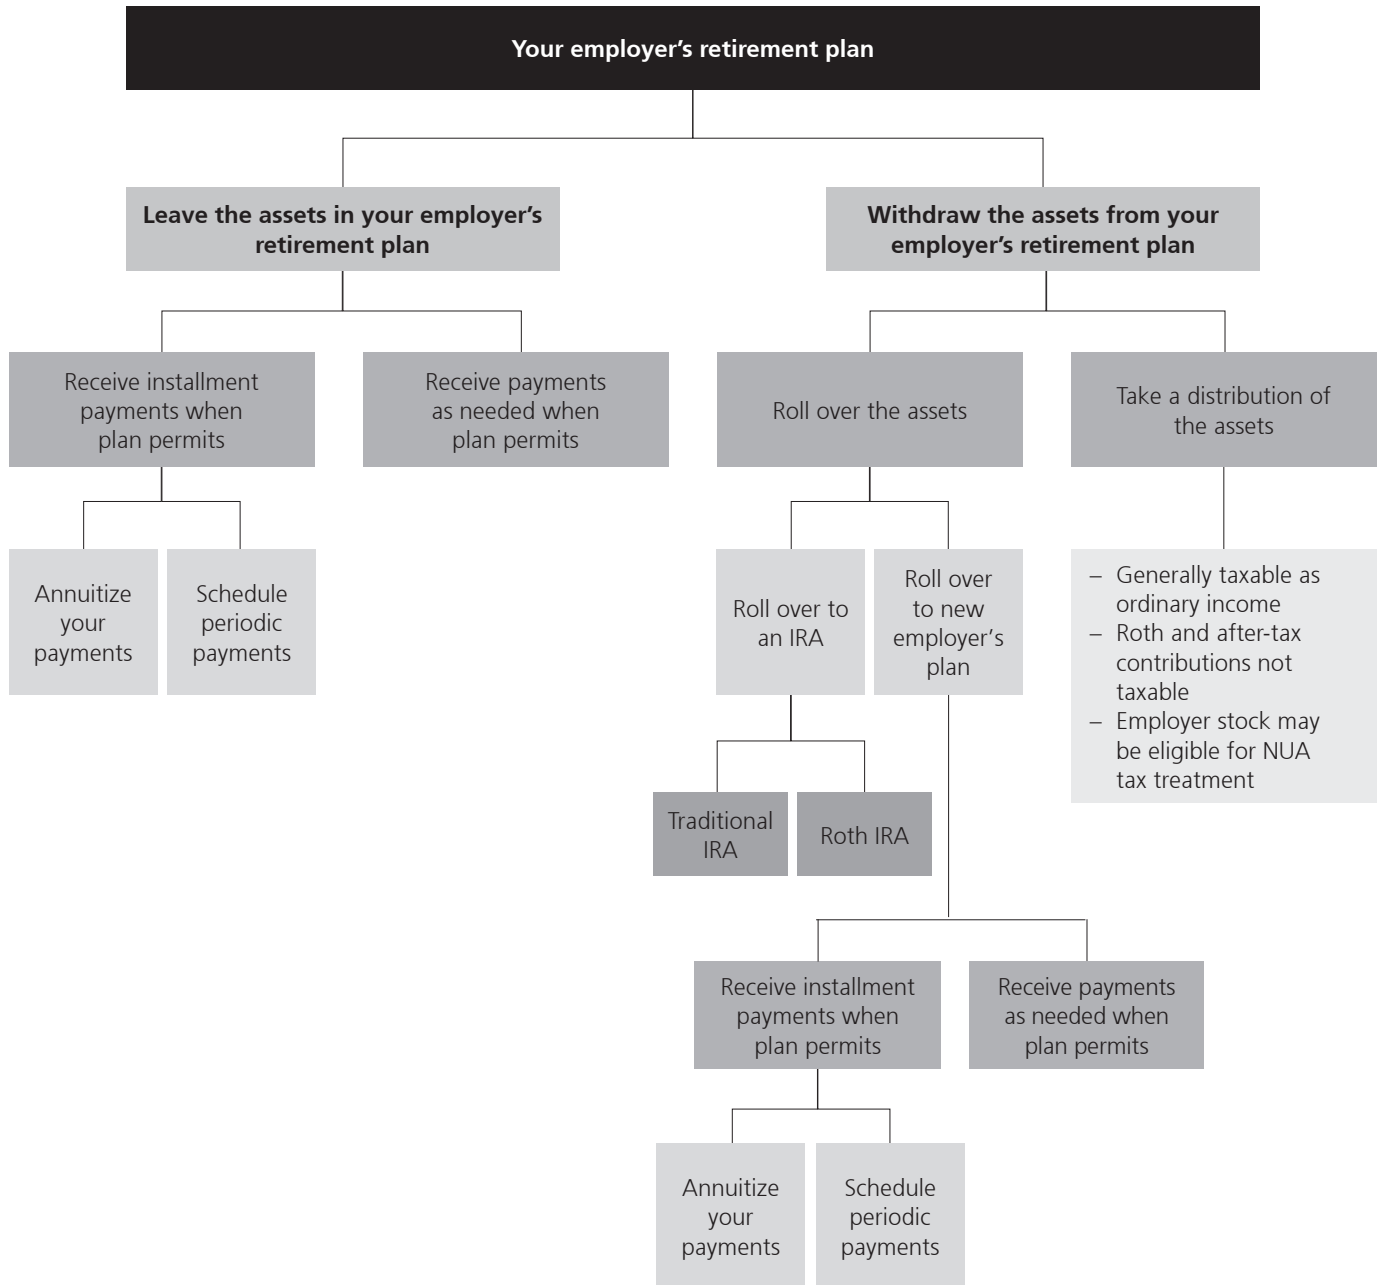 Your employer’s retirement plan
Leave the assets in your employer’s
retirement plan
Withdraw the assets from your
employer’s retirement plan
Receive installment
payments when
plan permits
Receive payments
as needed when
plan permits
Roll over the assets
Take a distribution of
the assets
Annuitize
your
payments
Schedule
periodic
payments
Roll over to
an IRA
Roll over
to new
employer’s
plan
– Generally taxable as
ordinary income
– Roth and after-tax
contributions not
taxable
– Employer stock may
be eligible for NUA
tax treatment
Traditional
IRA
Roth IRA
Receive installment
payments when
plan permits
Receive payments
as needed when
plan permits
Annuitize
your
payments
Schedule
periodic
payments